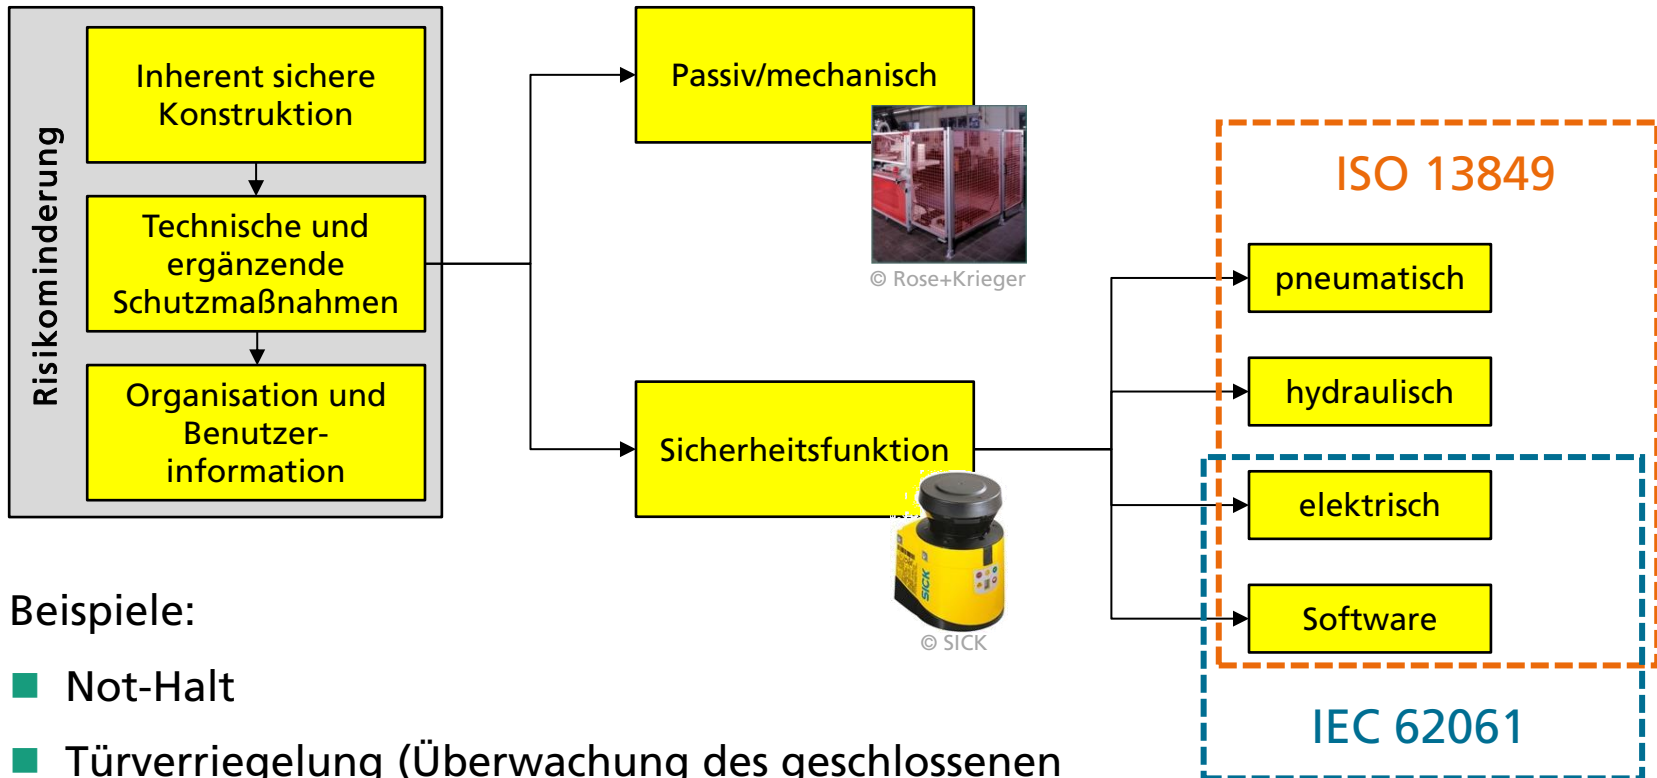 Risikominderung
Inherent sichere
Konstruktion
Technische und
ergänzende
Schutzmaßnahmen
Organisation und
Benutzer-
information
Passiv/mechanisch
© Rose+Krieger
Sicherheitsfunktion
SICK
© SICK
ISO 13849
pneumatisch
hydraulisch
elektrisch
Software
IEC 62061
Beispiele:
Not-Halt
Türverriegelung (Überwachung des geschlossenen